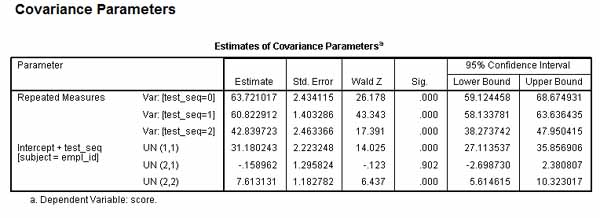 Covariance Parameters
Estimates of Covariance Parametersa
Parameter Estimate Std. Error Wald Z Sig. 95% Confidence Interval
Lower Bound Upper Bound
Repeated Measures Var: [test_seq=0] 63.721017 2.434115 26.178 .000 59.124458 68.674931
Var: [test_seq=1] 60.822912 1.403286 43.343 .000 58.133781 63.636435
Var: [test_seq=2] 42.839723 2.463366 17.391 .000 38.273742 47.950415
Intercept + test_seq [subject = empl_id] UN (1,1) 31.180243 2.223248 14.025 .000 27.113537 35.856906
UN (2,1) -.158962 1.295824 -.123 .902 -2.698730 2.380807
UN (2,2) 7.613131 1.182782 6.437 .000 5.614615 10.323017
a. Dependent Variable: score.